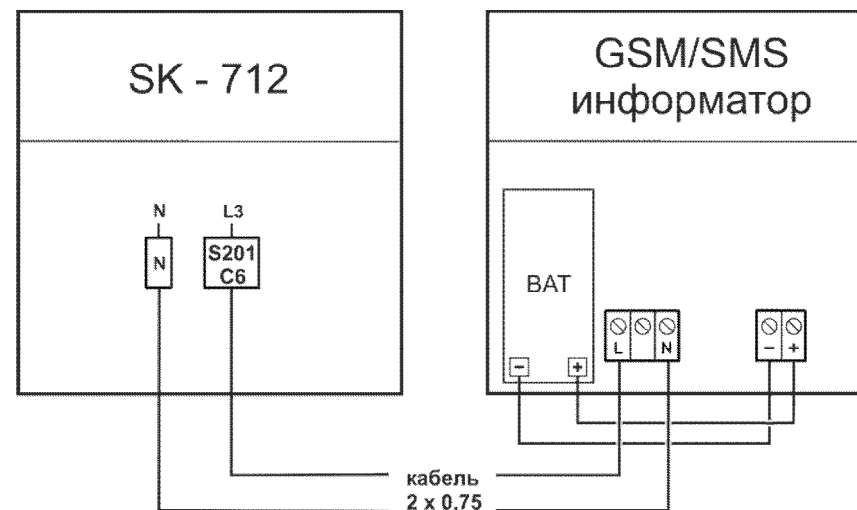 SK - 712
GSM/SMS
информатор
N
L3
N
S201
C6
BAT
L
N
-
+
-
+
кабель
2 x 0.75